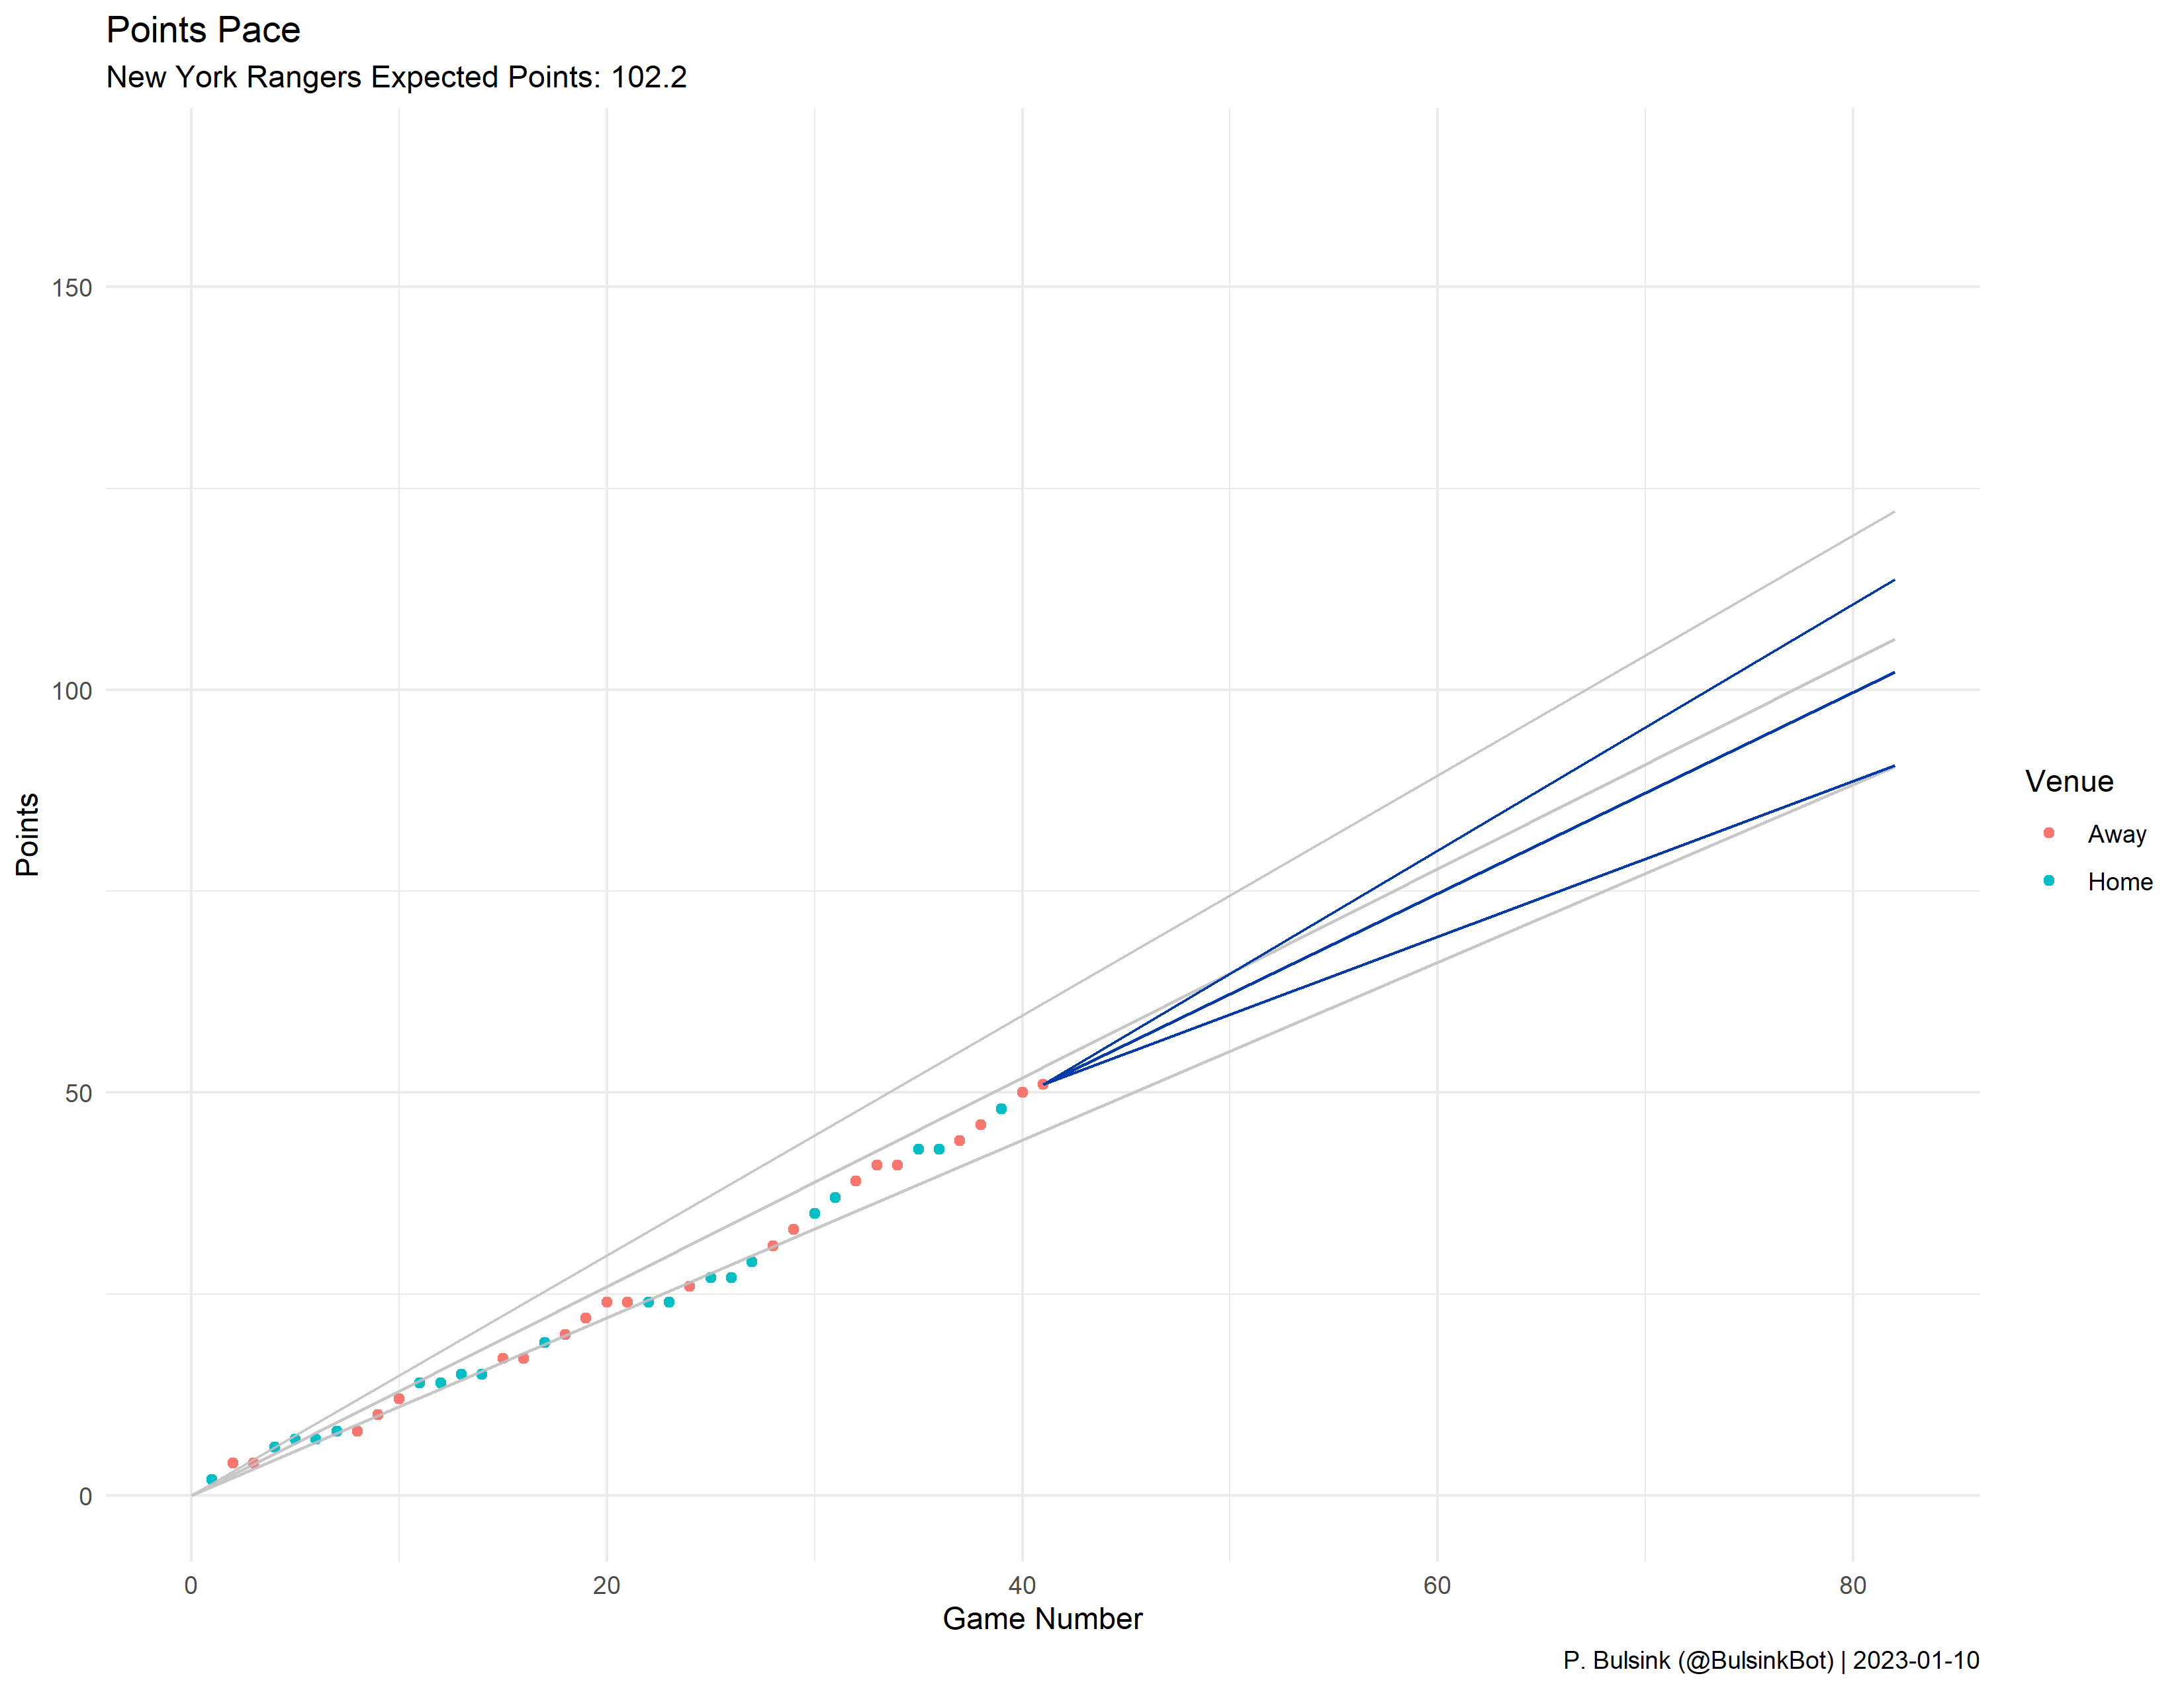 Points Pace
New York Rangers Expected Points: 102.2
150
100
50
0
Points
0 20 40 60 80
Game Number
Venue
Away
Home
P. Bulsink (@BulsinkBot) | 2023-01-10